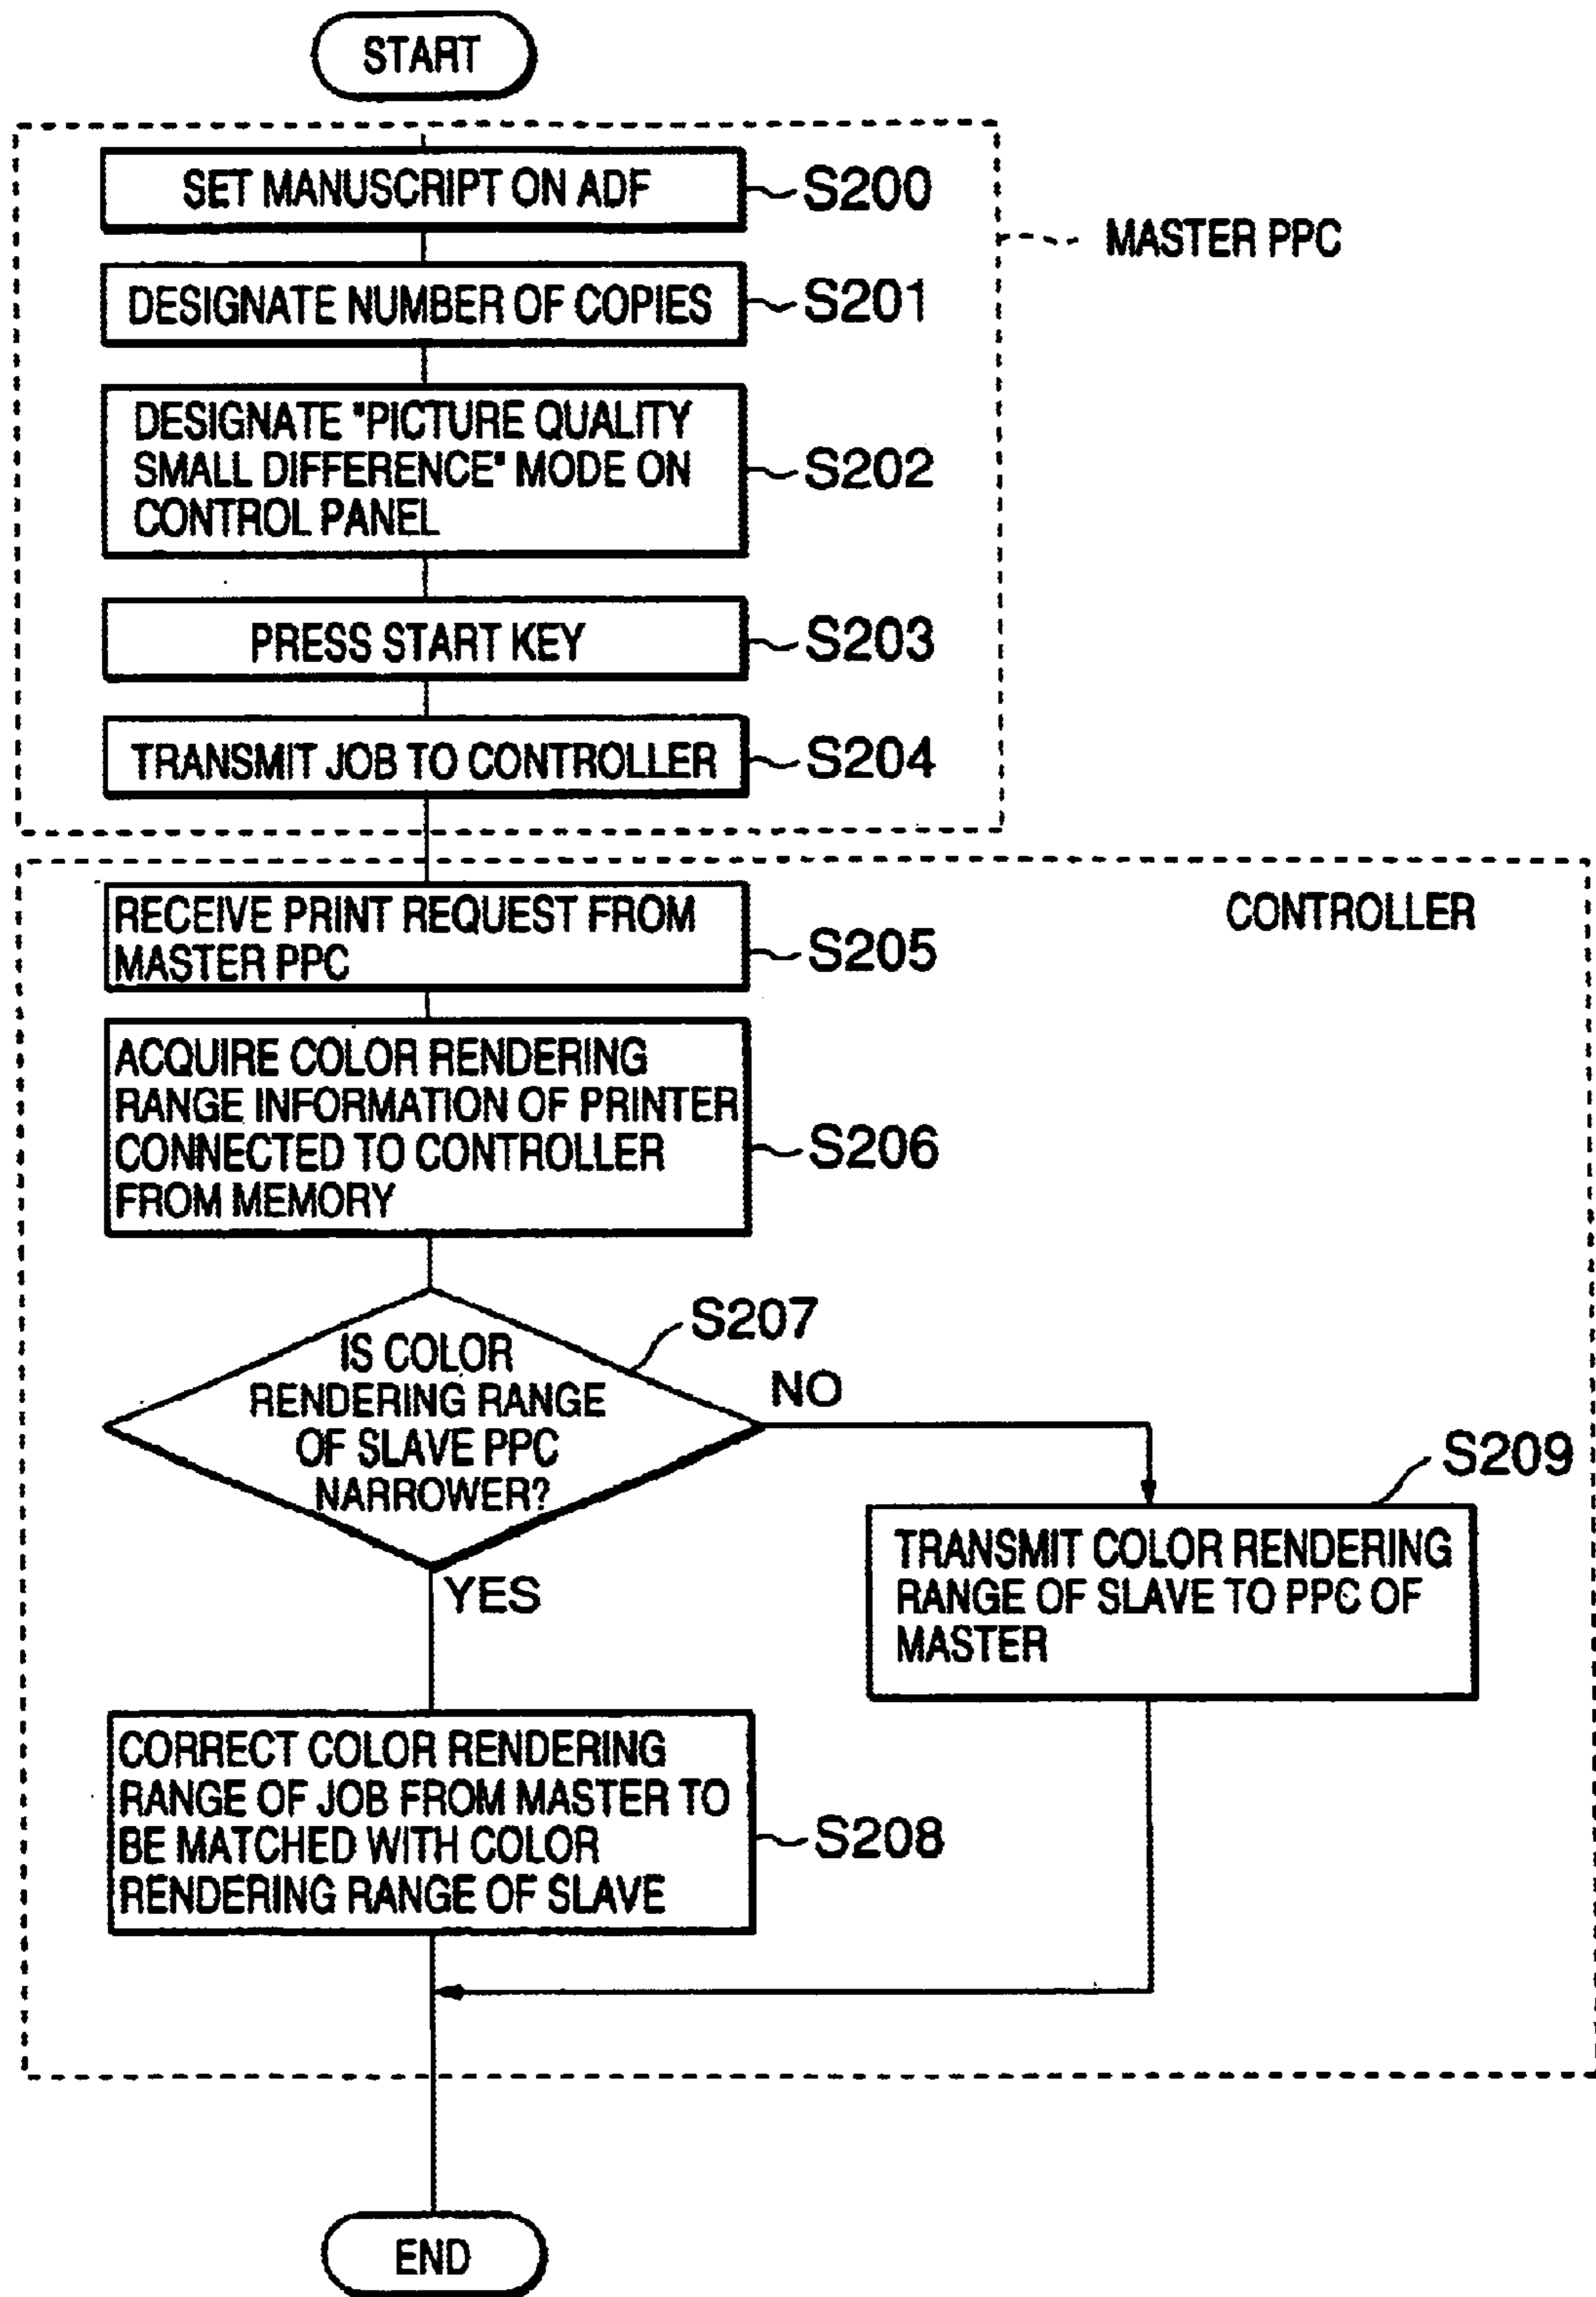 START
SET MANUSCRIPT ON ADF
S200
MASTER PPC
DESIGNATE NUMBER OF COPIES
S201
DESIGNATE "PICTURE QUALITY
SMALL DIFFERENCE" MODE ON
CONTROL PANEL
S202
PRESS START KEY
S203
TRANSMIT JOB TO CONTROLLER
S204
CONTROLLER
RECEIVE PRINT REQUEST FROM
MASTER PPC
S205
ACQUIRE COLOR RENDERING
RANGE INFORMATION OF PRINTER
CONNECTED TO CONTROLLER
FROM MEMORY
S206
IS COLOR
RENDERING RANGE
OF SLAVE PPC
NARROWER?
S207
NO
YES
S209
TRANSMIT COLOR RENDERING
RANGE OF SLAVE TO PPC OF
MASTER
CORRECT COLOR RENDERING
RANGE OF JOB FROM MASTER TO
BE MATCHED WITH COLOR
RENDERING RANGE OF SLAVE
S208
END